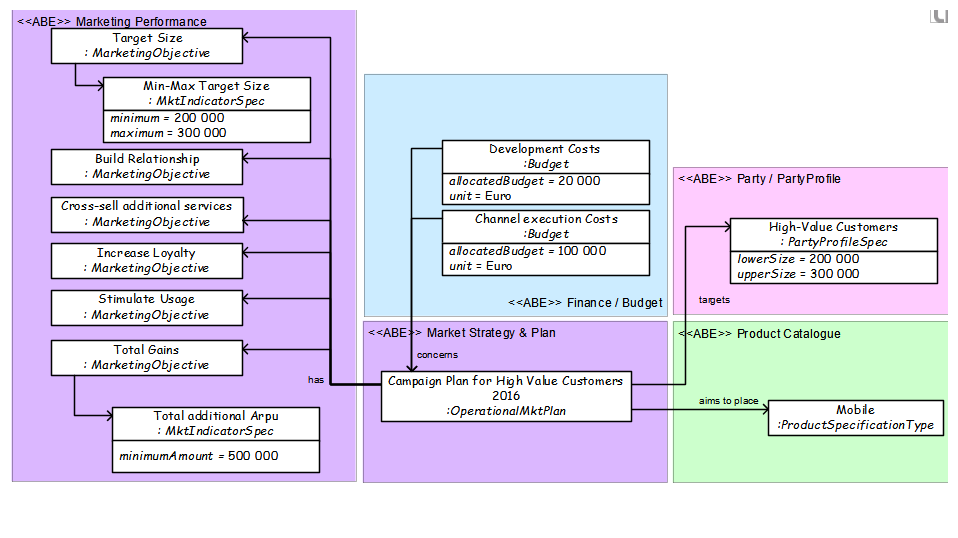 <<ABE>> Marketing Performance
Target Size
: MarketingObjective
Min-Max Target Size
: MktIndicatorSpec
minimum = 200 000
maximum = 300 000
Build Relationship
: MarketingObjective
Cross-sell additional services
: MarketingObjective
Increase Loyalty
: MarketingObjective
Stimulate Usage
: MarketingObjective
Total Gains
: MarketingObjective
Total additional Arpu
: MktIndicatorSpec
minimumAmount = 500 000
has
Development Costs
:Budget
allocatedBudget = 20 000
unit = Euro
Channel execution Costs
:Budget
allocatedBudget = 100 000
unit = Euro
<<ABE>> Finance / Budget
<<ABE>> Market Strategy & Plan
concerns
Campaign Plan for High Value Customers
2016
:OperationalMktPlan
<<ABE>> Party / PartyProfile
High-Value Customers
: PartyProfileSpec
lowerSize = 200 000
upperSize = 300 000
targets
<<ABE>> Product Catalogue
aims to place
Mobile
:ProductSpecificationType